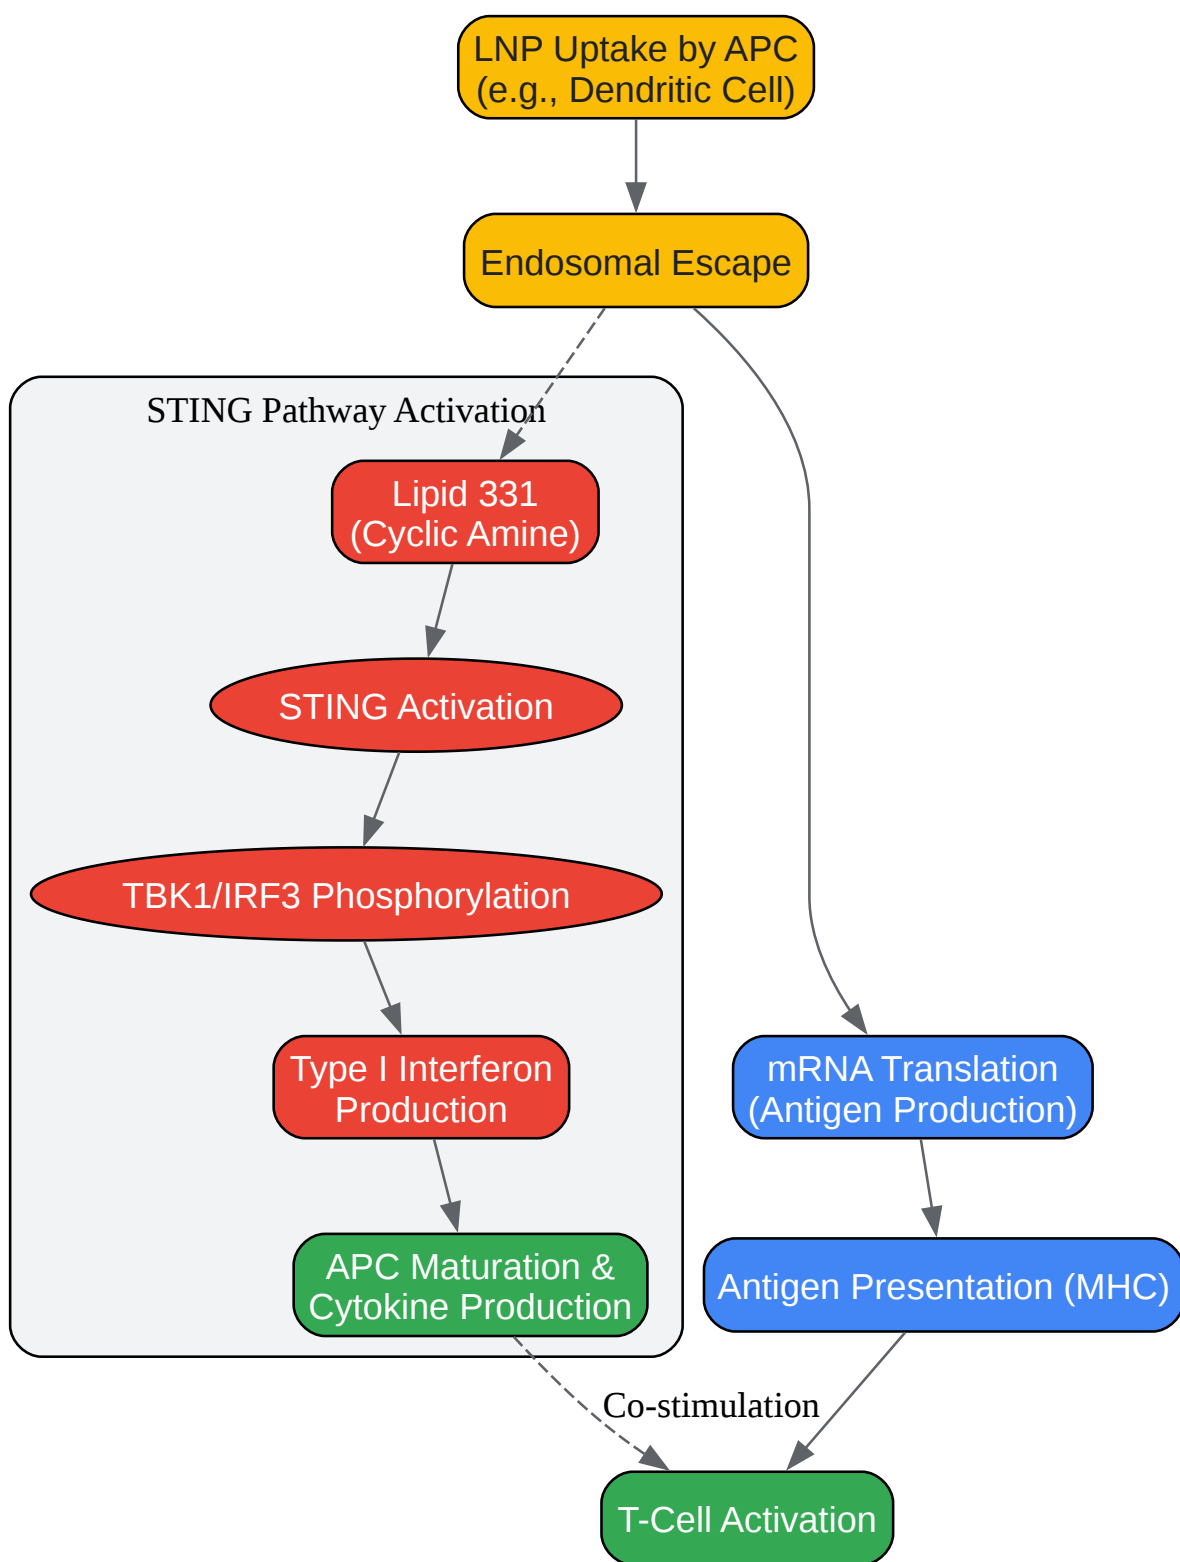 LNP Uptake by APC
(e.g., Dendritic Cell)
Endosomal Escape
STING Pathway Activation
Lipid 331
(Cyclic Amine)
STING Activation
TBK1/IRF3 Phosphorylation
Type I Interferon
Production
mRNA Translation
(Antigen Production)
APC Maturation &
Cytokine Production
Antigen Presentation (MHC)
Co-stimulation
T-Cell Activation